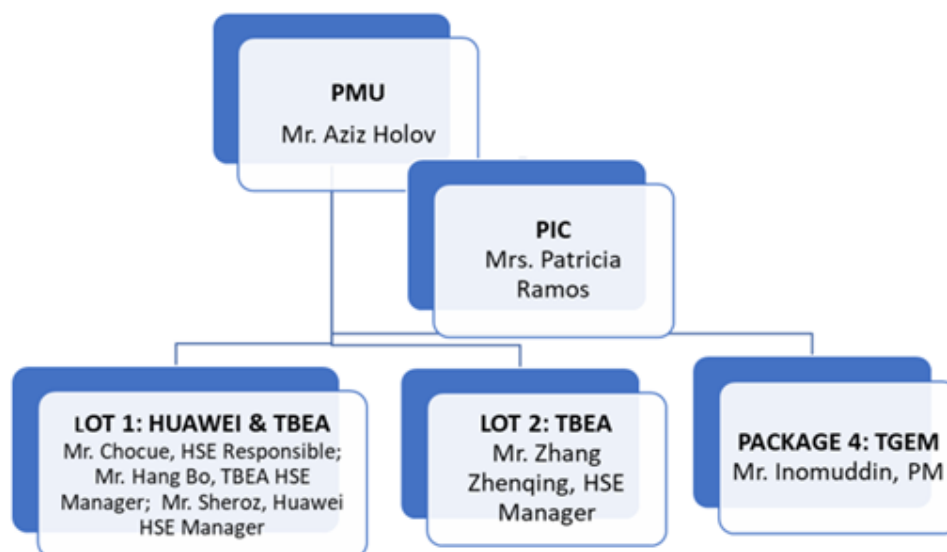 PMU
Mr. Aziz Holov
PIC
Mrs. Patricia
Ramos
LOT 1: HUAWEI & TBEA
Mr. Chocue, HSE Responsible;
Mr. Hang Bo, TBEA HSE
Manager; Mr. Sheroz, Huawei
HSE Manager
LOT 2: TBEA
Mr. Zhang
Zhenqing, HSE
Manager
PACKAGE 4: TGEM
Mr. Inomuddin, PM